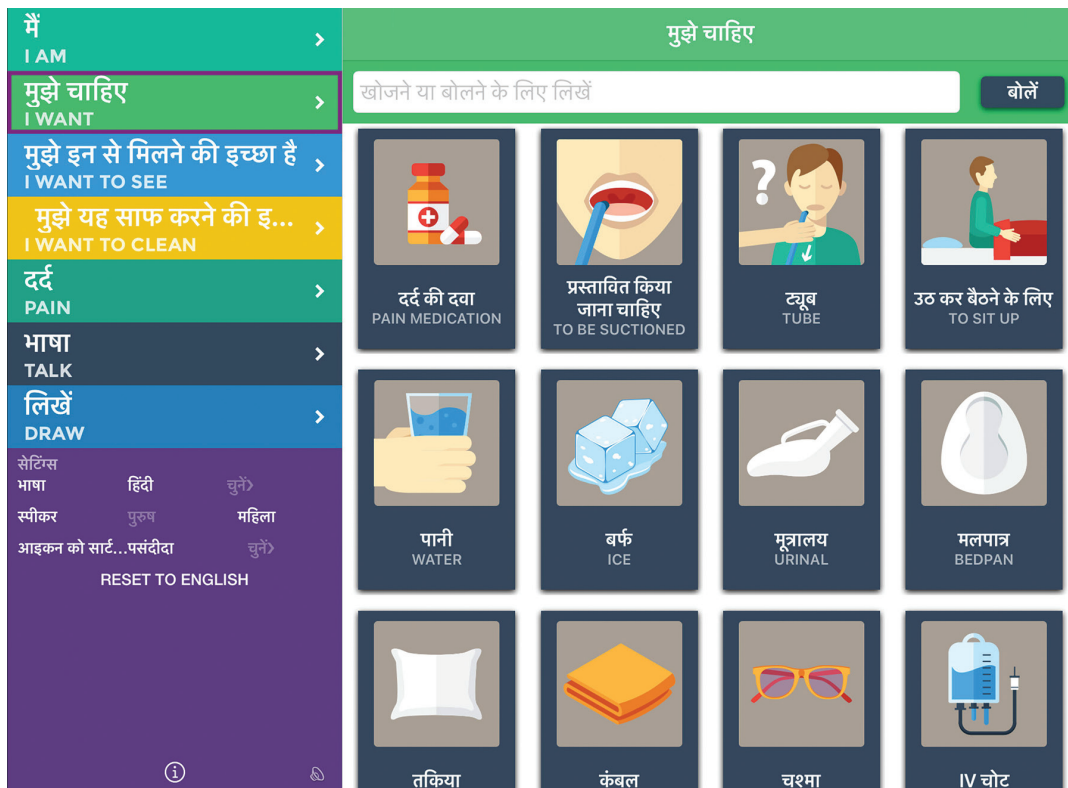 मैं
I AM
मुझे चाहिए
I WANT
मुझे इन से मिलने की इच्छा है
I WANT TO SEE
मुझे यह साफ करने की इ...
I WANT TO CLEAN
दर्द
PAIN
भाषा
TALK
लिखें
DRAW
सेटिंग्स
भाषा हिंदी चुनें>
स्पीकर पुरुष महिला
आइकन को सार्ट...पसंदीदा चुनें>
RESET TO ENGLISH
मुझे चाहिए
खोजने या बोलने के लिए लिखें
बोलें
दर्द की दवा
PAIN MEDICATION
प्रस्तावित किया
जाना चाहिए
TO BE SUCTIONED
?
ट्यूब
TUBE
उठ कर बैठने के लिए
TO SIT UP
पानी
WATER
बर्फ
ICE
मूत्रालय
URINAL
मलपात्र
BEDPAN
तकिया
कंबल
चश्मा
IV चोट